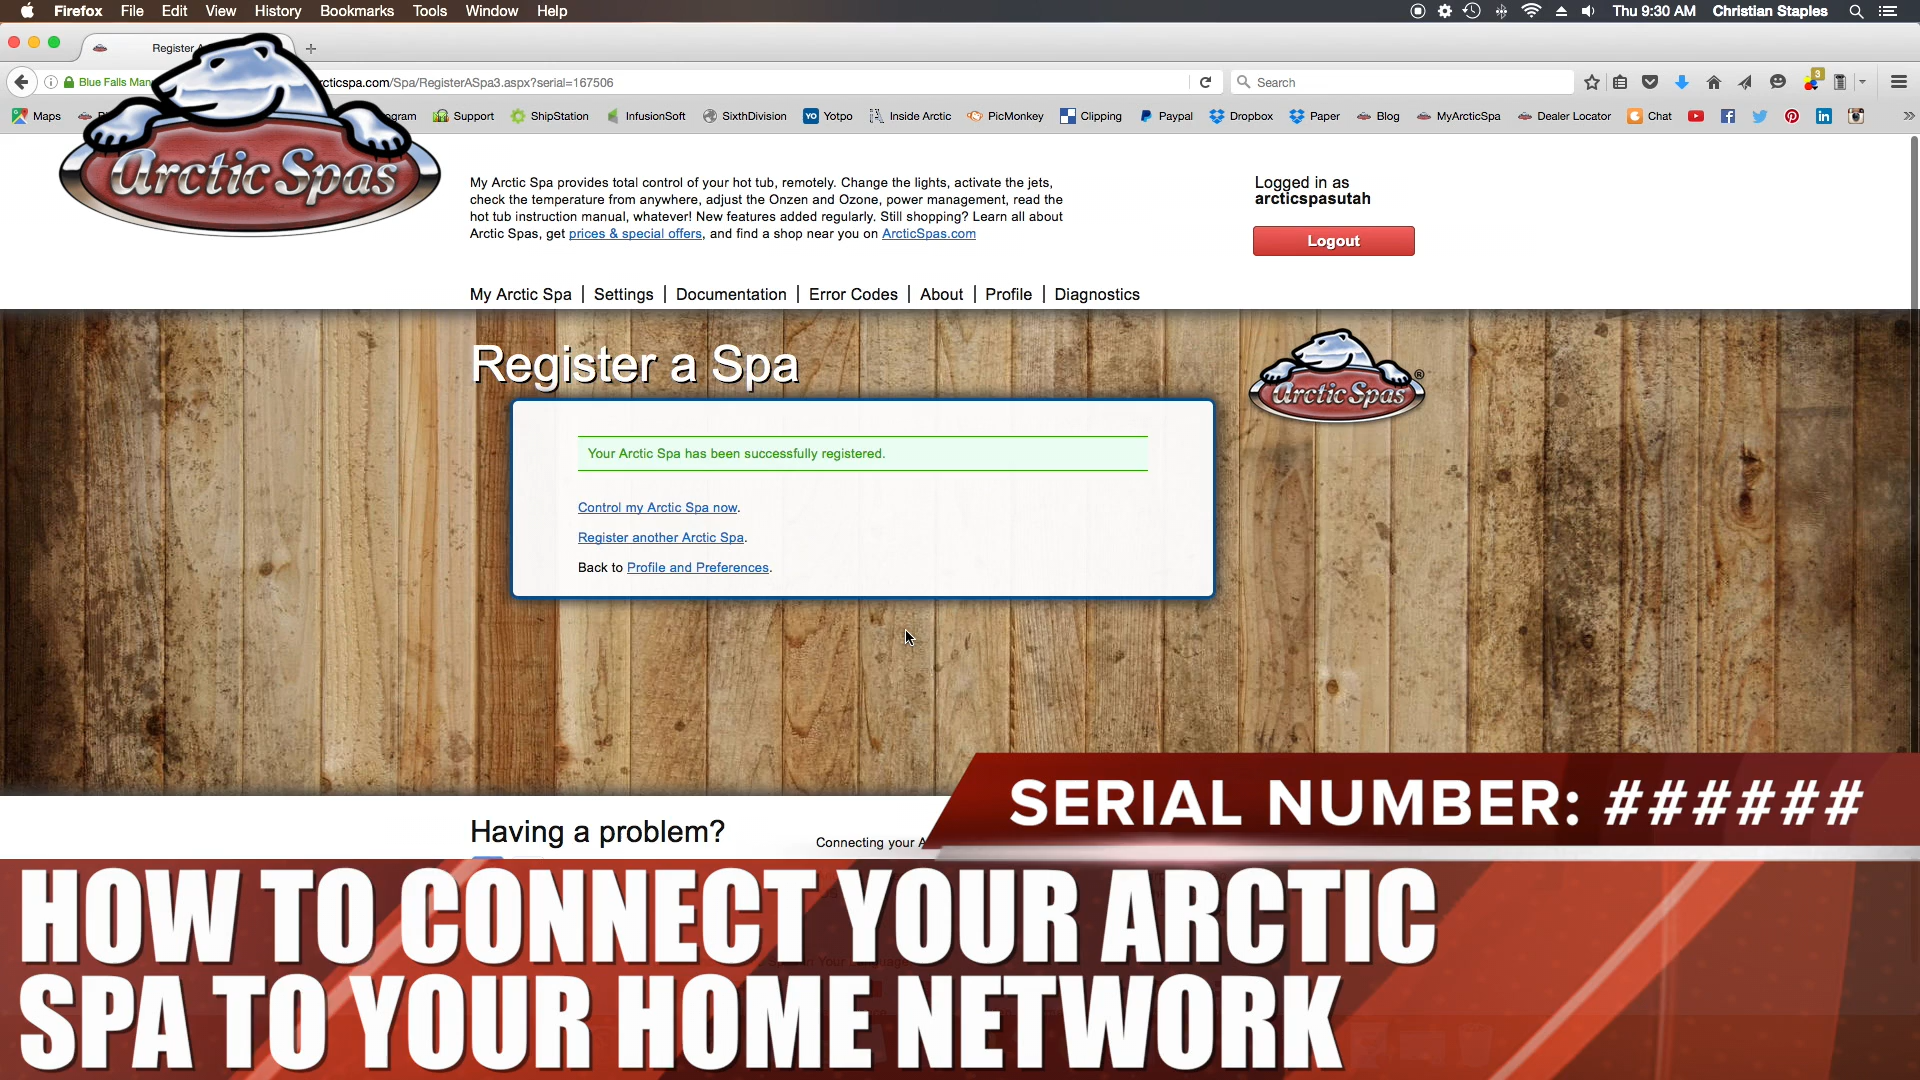 Firefox File Edit View History Bookmarks Tools Window Help
Thu 9:30 AM Christian Staples
Register
Blue Falls Man
rcticspa.com/Spa/RegisterASpa3.aspx?serial=167506
Search
3
Maps
gram Support ShipStation InfusionSoft SixthDivision Yotpo Inside Arctic PicMonkey Clipping Paypal Dropbox Paper Blog MyArcticSpa Dealer Locator Chat
Arctic Spas
My Arctic Spa provides total control of your hot tub, remotely. Change the lights, activate the jets,
check the temperature from anywhere, adjust the Onzen and Ozone, power management, read the
hot tub instruction manual, whatever! New features added regularly. Still shopping? Learn all about
Arctic Spas, get prices & special offers, and find a shop near you on ArcticSpas.com
Logged in as
arcticspasutah
Logout
My Arctic Spa | Settings | Documentation | Error Codes | About | Profile | Diagnostics
Register a Spa
Arctic Spas®
Your Arctic Spa has been successfully registered.
Control my Arctic Spa now.
Register another Arctic Spa.
Back to Profile and Preferences.
SERIAL NUMBER: ######
Having a problem?
Connecting your A
HOW TO CONNECT YOUR ARCTIC
SPA TO YOUR HOME NETWORK